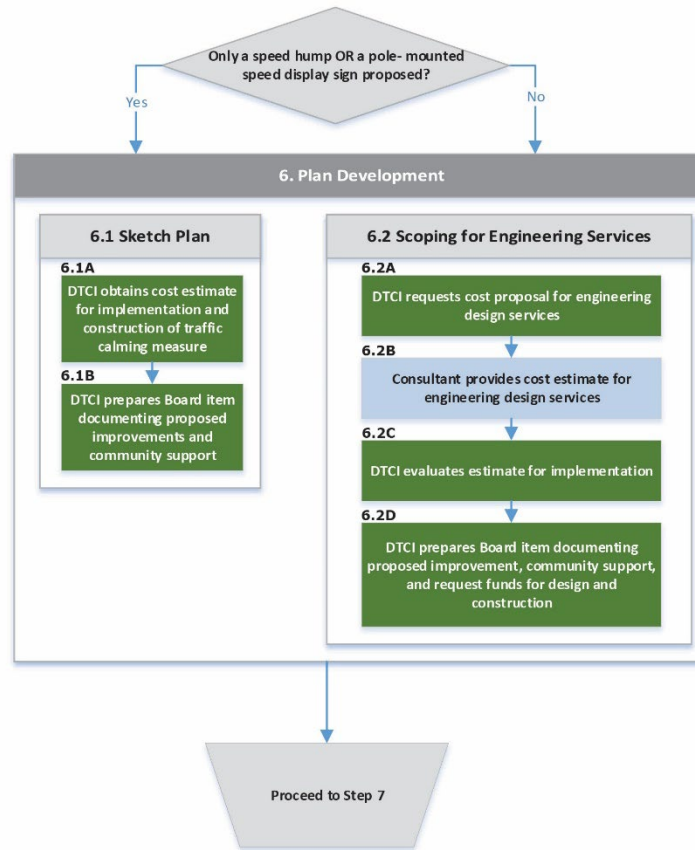 Only a speed hump OR a pole- mounted
speed display sign proposed?
Yes
No
6. Plan Development
6.1 Sketch Plan
6.1A
DTCI obtains cost estimate
for implementation and
construction of traffic
calming measure
6.1B
DTCI prepares Board item
documenting proposed
improvements and
community support
6.2 Scoping for Engineering Services
6.2A
DTCI requests cost proposal for engineering
design services
6.2B
Consultant provides cost estimate for
engineering design services
6.2C
DTCI evaluates estimate for implementation
6.2D
DTCI prepares Board item documenting
proposed improvement, community support,
and request funds for design and
construction
Proceed to Step 7